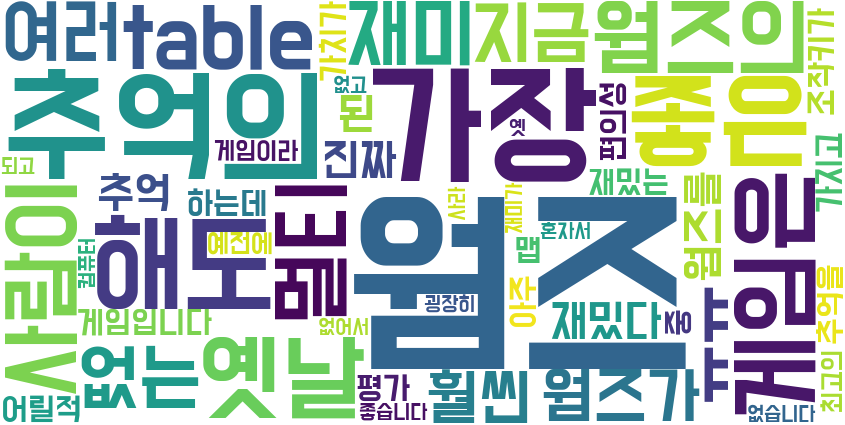 여러
table
가치가
재미
지금
웜즈의
조작키가
추억의
없고
된
가장
옛
편의성
좋은
게임이라
진짜
되고
추억
하는데
사라
재미가
재밌는
가지고
사람이
해도
멀티
웜즈
웜즈를
게임은
예전에
컴퓨터
혼자서
맵
굉장히
아주
게임입니다
없어서
재밌다
중
ㅠㅠ
추억을
없는
옛날
평가
훨씬
웜즈가
최고의
어릴적
좋습니다
없습니다